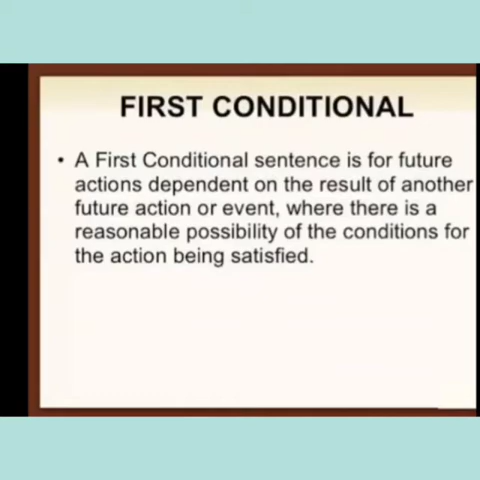 FIRST CONDITIONAL
• A First Conditional sentence is for future
actions dependent on the result of another
future action or event, where there is a
reasonable possibility of the conditions for
the action being satisfied.